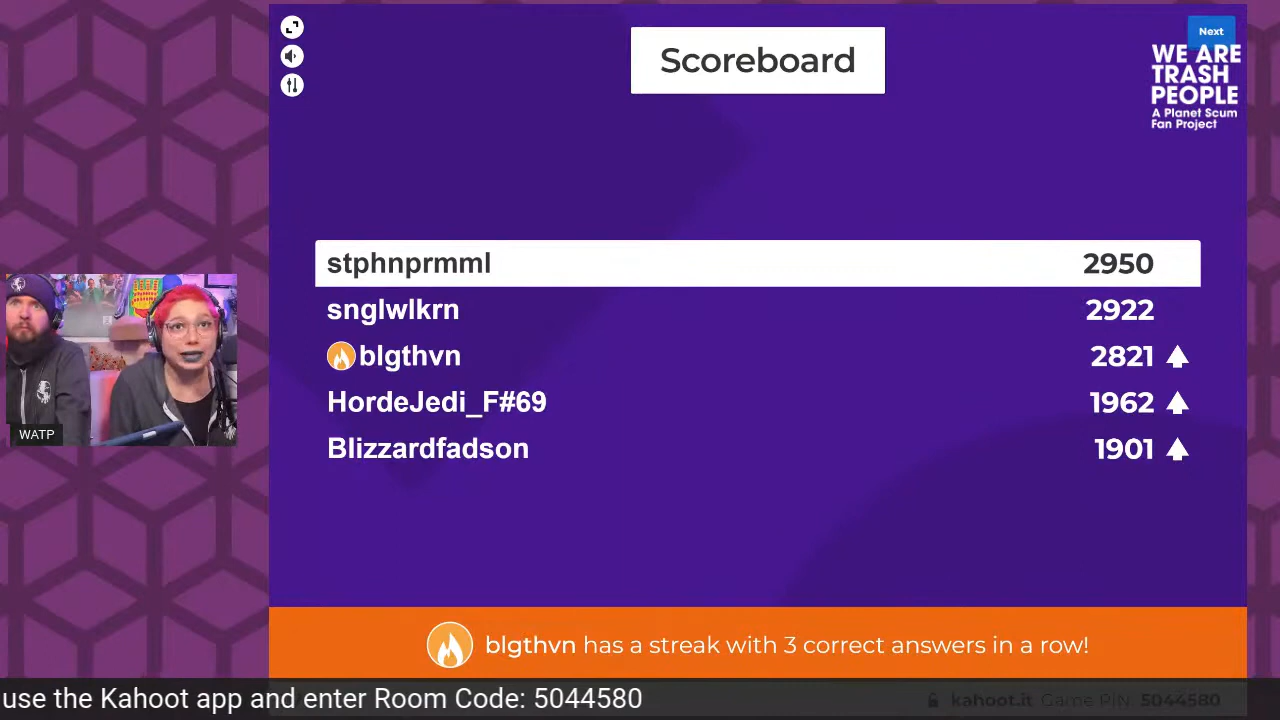 Scoreboard
Next
WE ARE
TRASH
PEOPLE
A Planet Scum
Fan Project
stphnprmml 2950
snglwlkrn 2922
blgthvn 2821
HordeJedi_F#69 1962
Blizzardfadson 1901
WATP
blgthvn has a streak with 3 correct answers in a row!
use the Kahoot app and enter Room Code: 5044580
kahoot.it Game PIN: 5044580